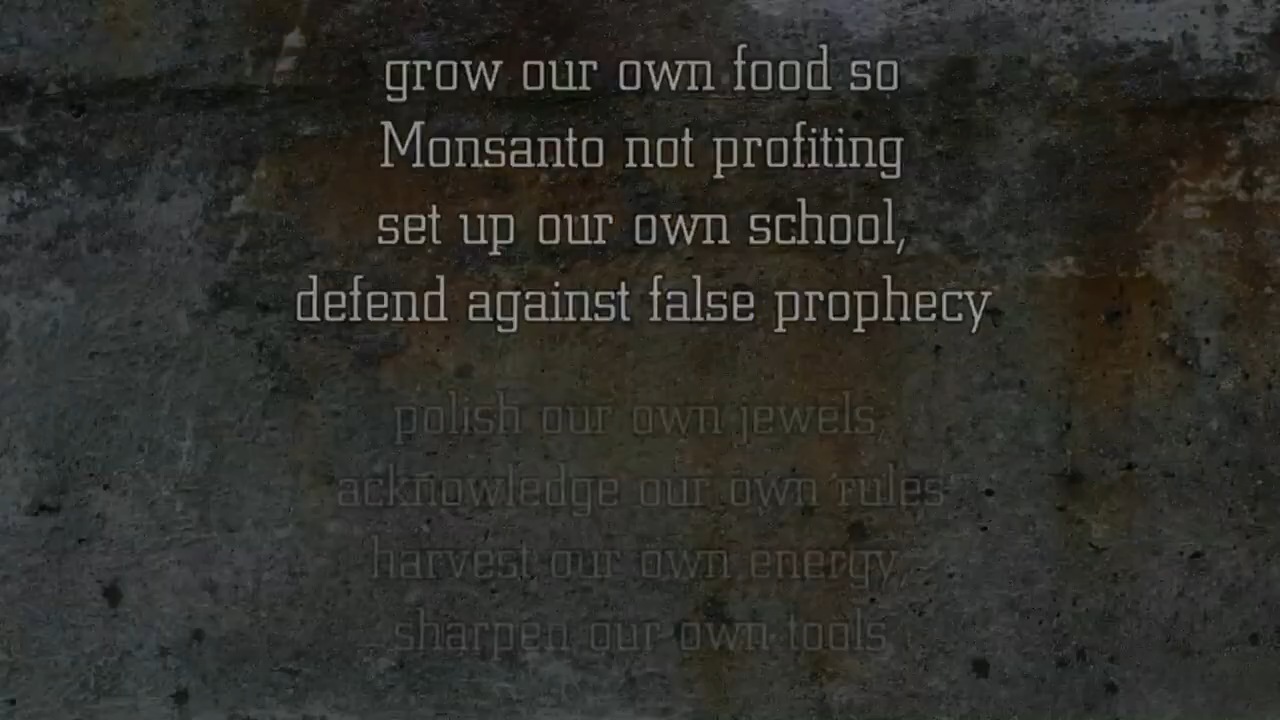 grow our own food so
Monsanto not profiting
set up our own school,
defend against false prophecy
polish our own jewels,
acknowledge our own rules
harvest our own energy,
sharpen our own tools